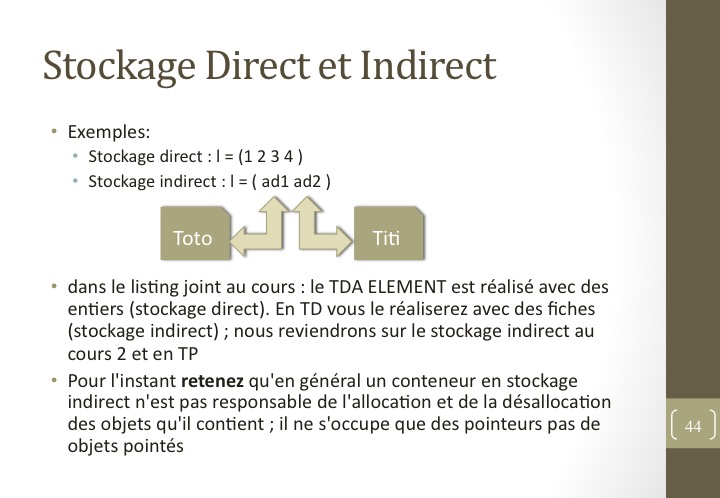 Stockage Direct et Indirect
• Exemples:
• Stockage direct : l = (1 2 3 4 )
• Stockage indirect : l = ( ad1 ad2 )
Toto
Titi
• dans le listing joint au cours : le TDA ELEMENT est réalisé avec des
entiers (stockage direct). En TD vous le réaliserez avec des fiches
(stockage indirect) ; nous reviendrons sur le stockage indirect au
cours 2 et en TP
• Pour l'instant retenez qu'en général un conteneur en stockage
indirect n'est pas responsable de l'allocation et de la désallocation
des objets qu'il contient ; il ne s'occupe que des pointeurs pas de
objets pointés
44